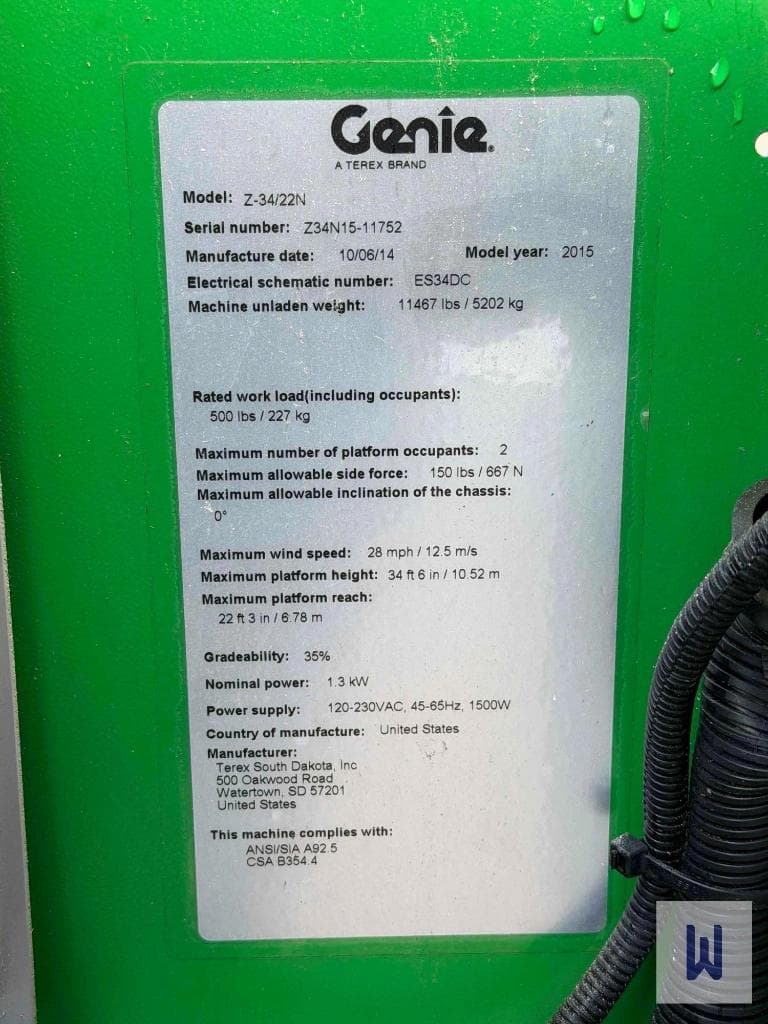 Genie
A TEREX BRAND
Model: Z-34/22N
Serial number: Z34N15-11752
Manufacture date: 10/06/14 Model year: 2015
Electrical schematic number: ES34DC
Machine unladen weight: 11467 lbs / 5202 kg
Rated work load(including occupants):
500 lbs / 227 kg
Maximum number of platform occupants: 2
Maximum allowable side force: 150 lbs / 667 N
Maximum allowable inclination of the chassis:
0°
Maximum wind speed: 28 mph / 12.5 m/s
Maximum platform height: 34 ft 6 in / 10.52 m
Maximum platform reach:
22 ft 3 in / 6.78 m
Gradeability: 35%
Nominal power: 1.3 kW
Power supply: 120-230VAC, 45-65Hz, 1500W
Country of manufacture: United States
Manufacturer:
Terex South Dakota, Inc
500 Oakwood Road
Watertown, SD 57201
United States
This machine complies with:
ANSI/SIA A92.5
CSA B354.4
W